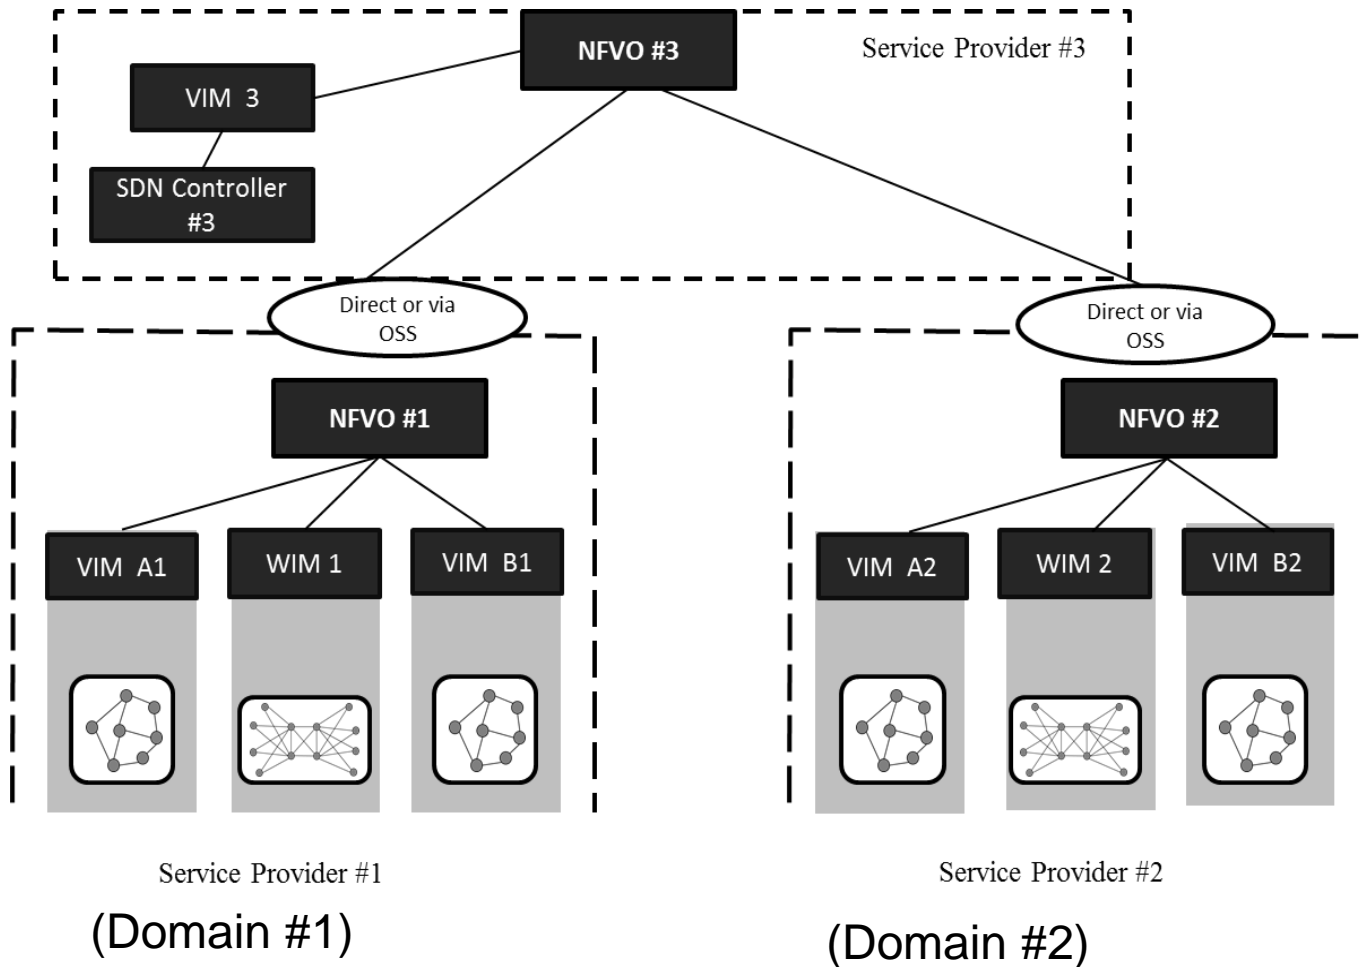 NFVO #3
Service Provider #3
VIM 3
SDN Controller
#3
Direct or via
OSS
Direct or via
OSS
NFVO #1
NFVO #2
VIM A1
WIM 1
VIM B1
VIM A2
WIM 2
VIM B2
Service Provider #1
Service Provider #2
(Domain #1)
(Domain #2)